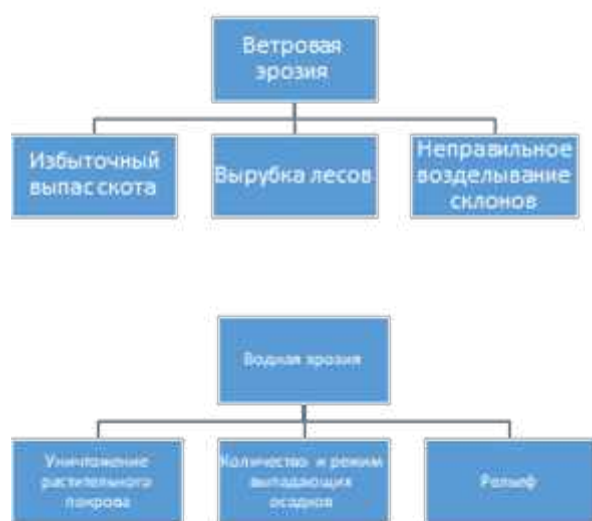 Ветровая
эрозия
Избыточный
выпас скота
Вырубка лесов
Неправильное
возделывание
склонов
Водная эрозия
Уничтожение
растительного
покрова
Количество и режим
выпадающих
осадков
Рельеф